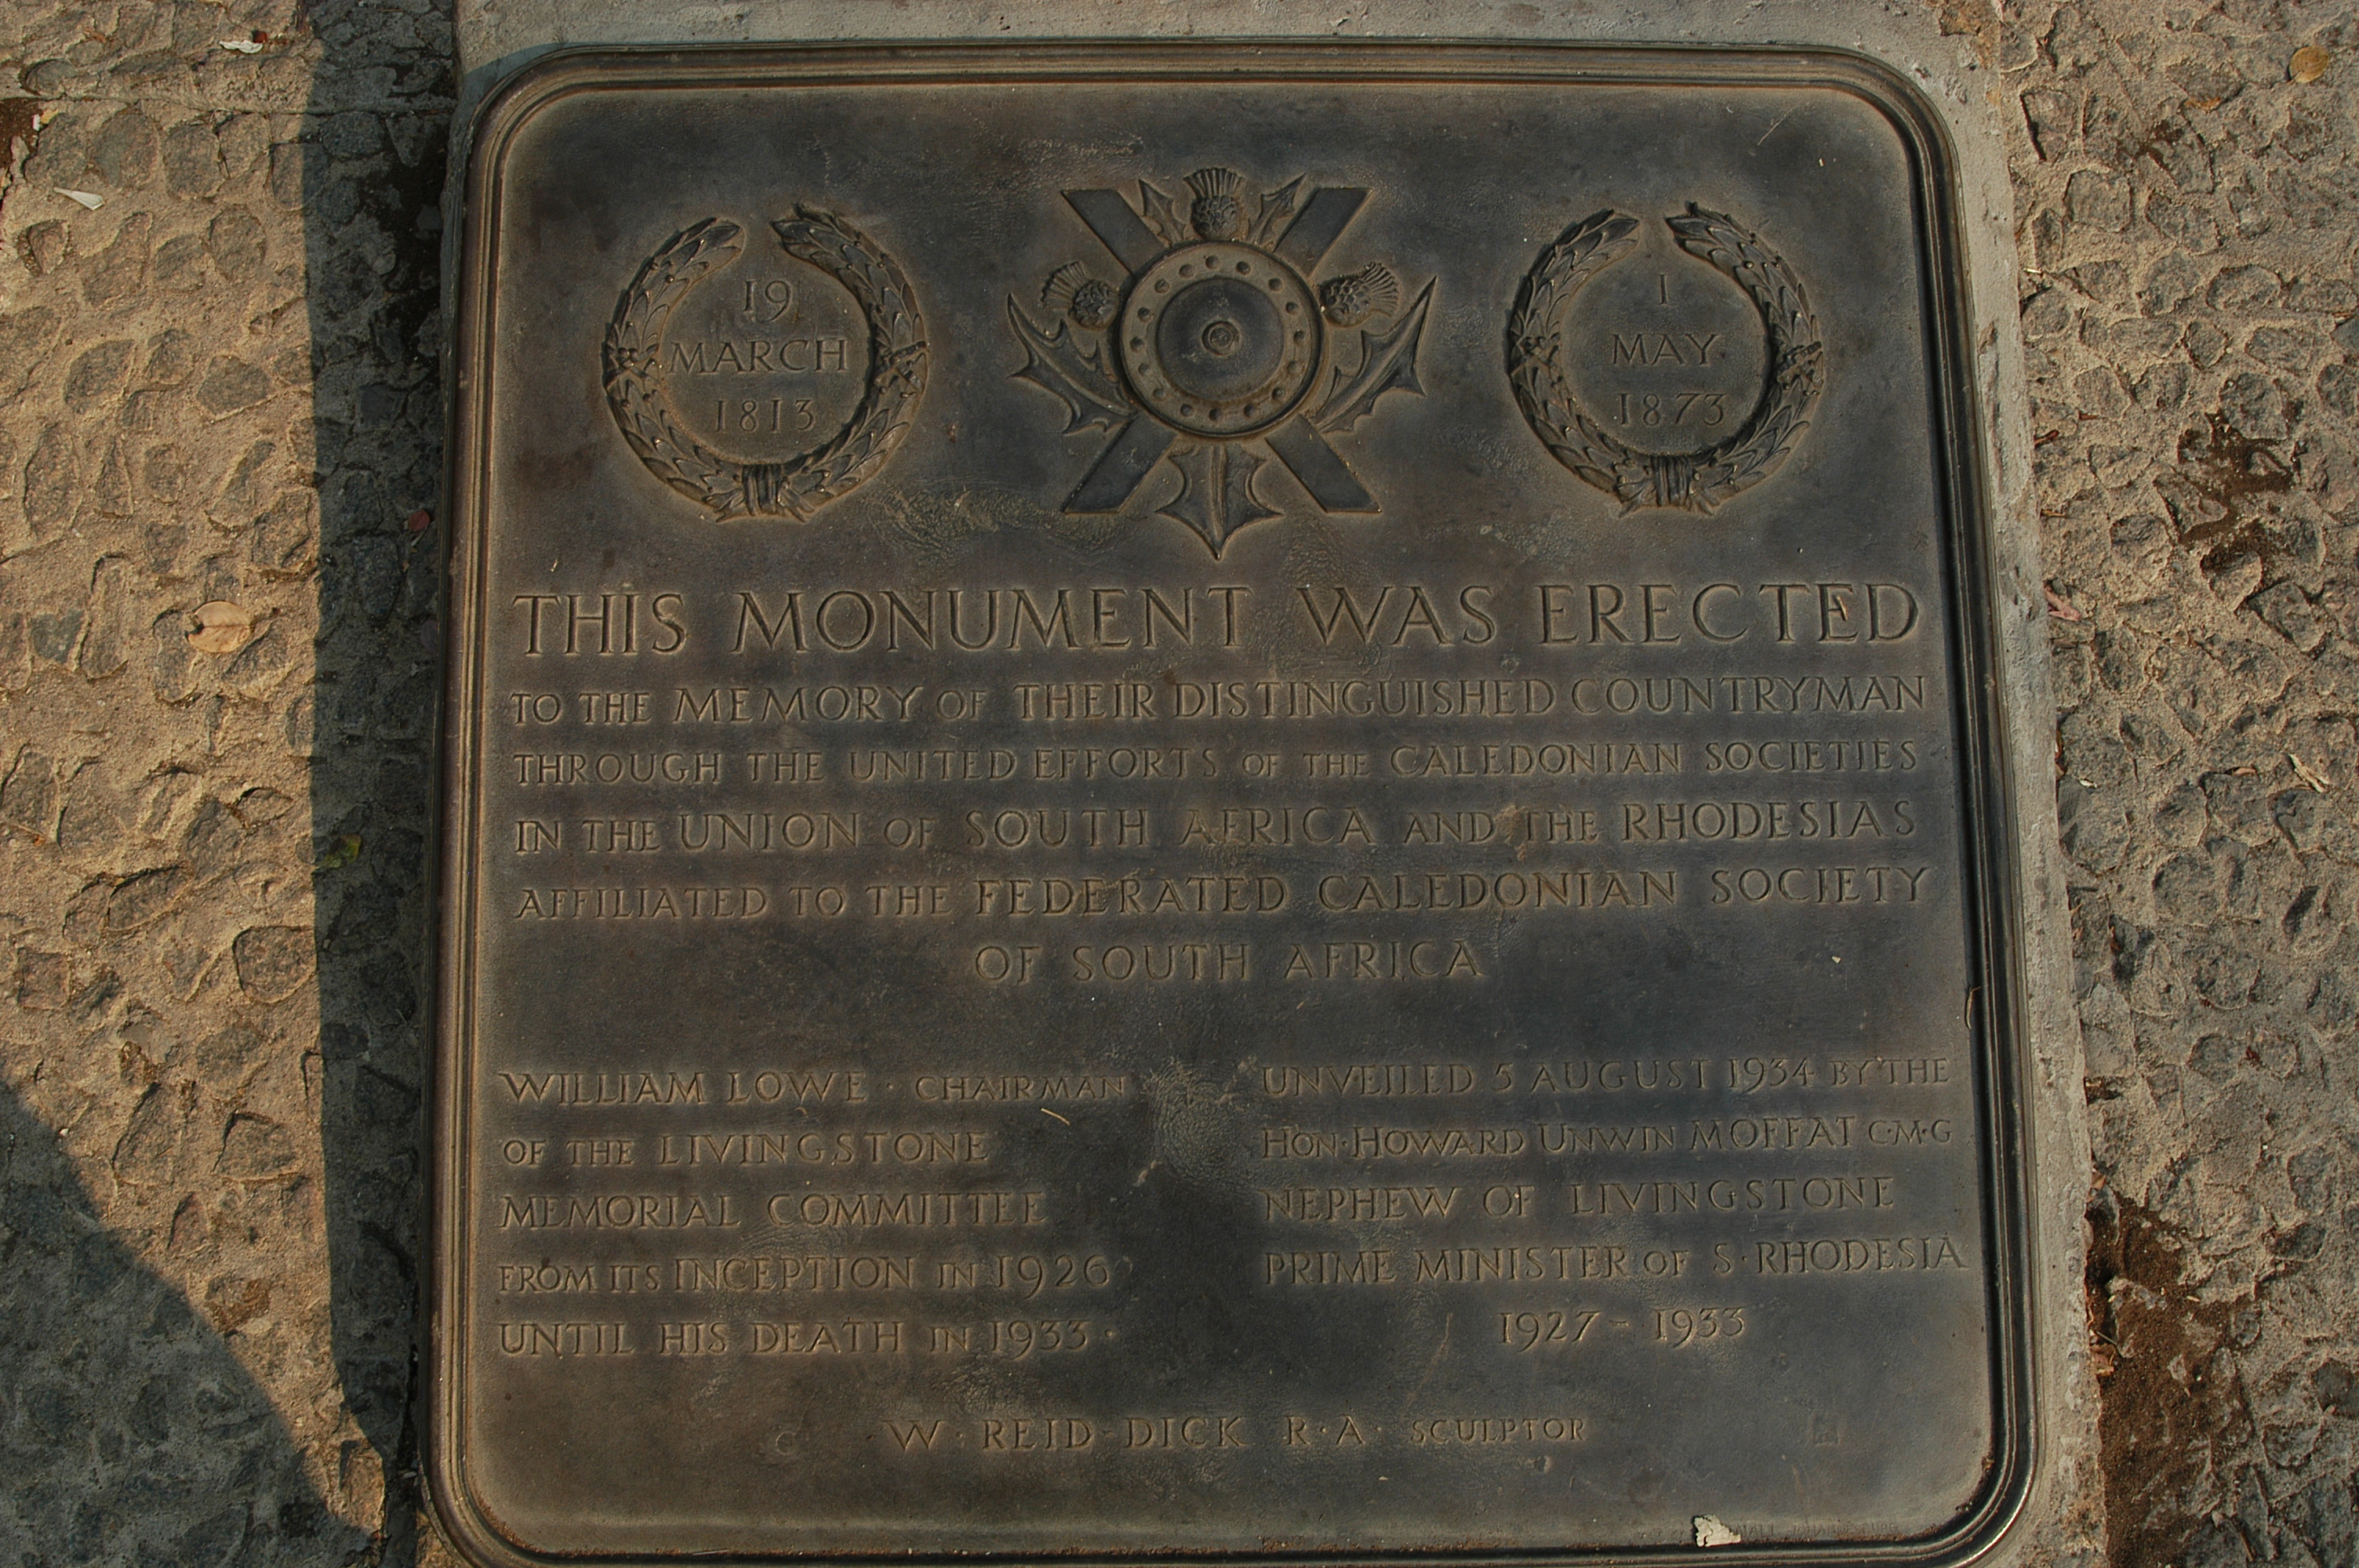 19
MARCH
1813
1
MAY
1873
THIS MONUMENT WAS ERECTED
TO THE MEMORY OF THEIR DISTINGUISHED COUNTRYMAN
THROUGH THE UNITED EFFORTS OF THE CALEDONIAN SOCIETIES
IN THE UNION OF SOUTH AFRICA AND THE RHODESIAS
AFFILIATED TO THE FEDERATED CALEDONIAN SOCIETY
OF SOUTH AFRICA
WILLIAM LOWE · CHAIRMAN
OF THE LIVINGSTONE
MEMORIAL COMMITTEE
FROM ITS INCEPTION IN 1926
UNTIL HIS DEATH IN 1933 ·
UNVEILED 5 AUGUST 1934 BY THE
HON· HOWARD UNWIN MOFFAT C·M·G
NEPHEW OF LIVINGSTONE
PRIME MINISTER OF S·RHODESIA
1927 - 1933
W · REID-DICK R·A· SCULPTOR